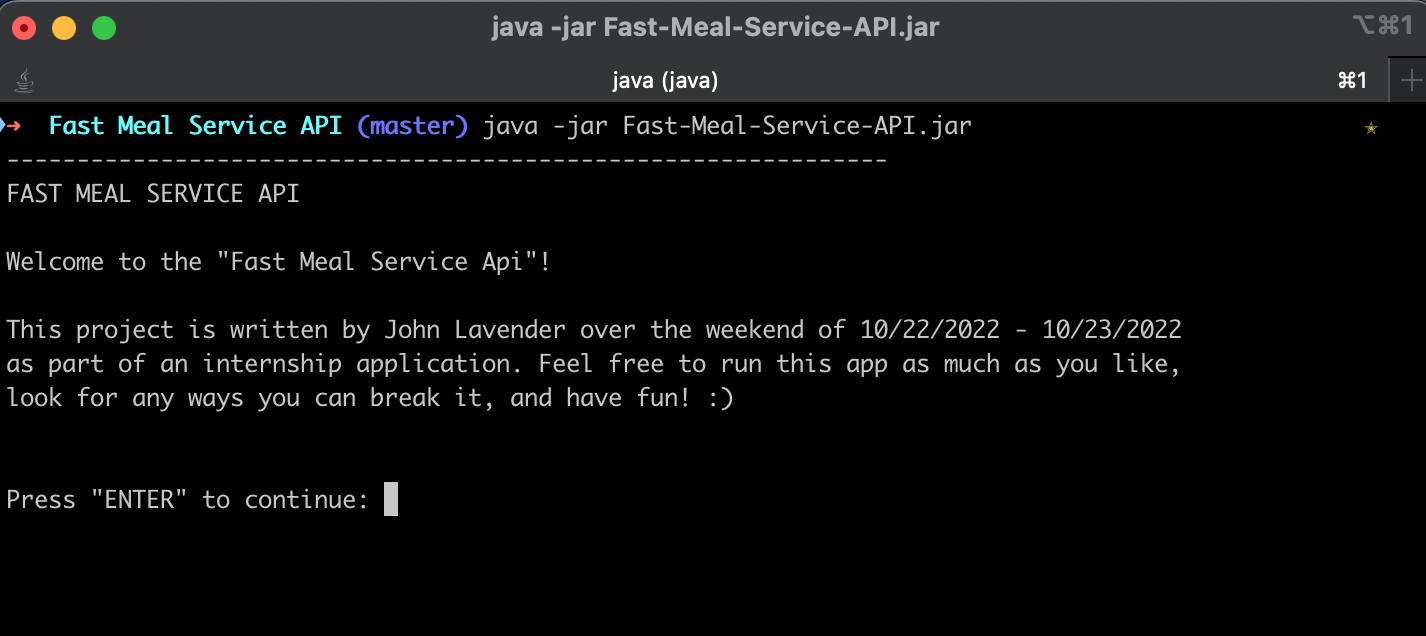 java -jar Fast-Meal-Service-API.jar ⌥⌘1
java (java) ⌘1
➜ Fast Meal Service API (master) java -jar Fast-Meal-Service-API.jar
---------------------------------------------------------------
FAST MEAL SERVICE API
Welcome to the "Fast Meal Service Api"!
This project is written by John Lavender over the weekend of 10/22/2022 - 10/23/2022
as part of an internship application. Feel free to run this app as much as you like,
look for any ways you can break it, and have fun! :)
Press "ENTER" to continue: